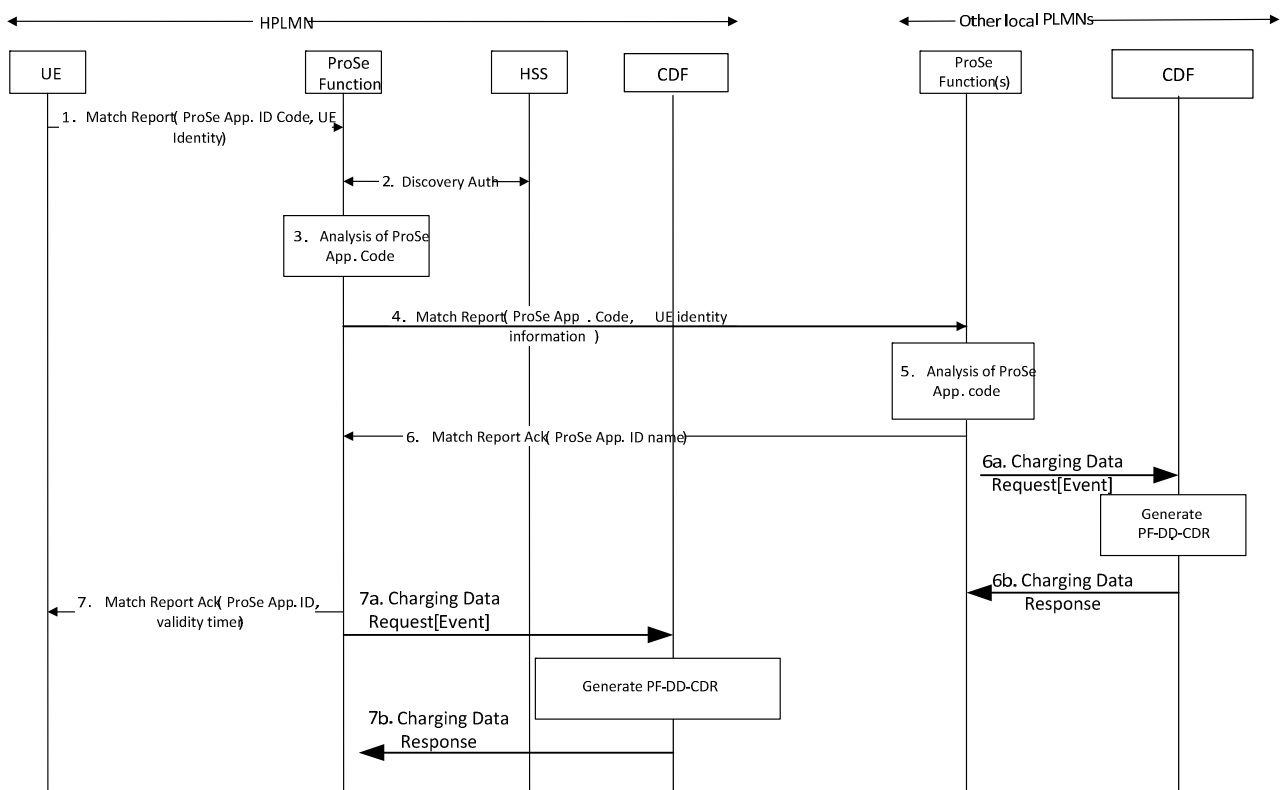 HPLMN
Other local PLMNs
UE
ProSe
Function
HSS
CDF
ProSe
Function(s)
CDF
1. Match Report( ProSe App. ID Code, UE
Identity)
2. Discovery Auth
3. Analysis of ProSe
App. Code
4. Match Report( ProSe App . Code, UE identity
information )
5. Analysis of ProSe
App. code
6. Match Report Ack( ProSe App. ID name)
6a. Charging Data
Request[Event]
Generate
PF-DD-CDR
6b. Charging Data
Response
7. Match Report Ack( ProSe App. ID,
validity timer)
7a. Charging Data
Request[Event]
Generate PF-DD-CDR
7b. Charging Data
Response